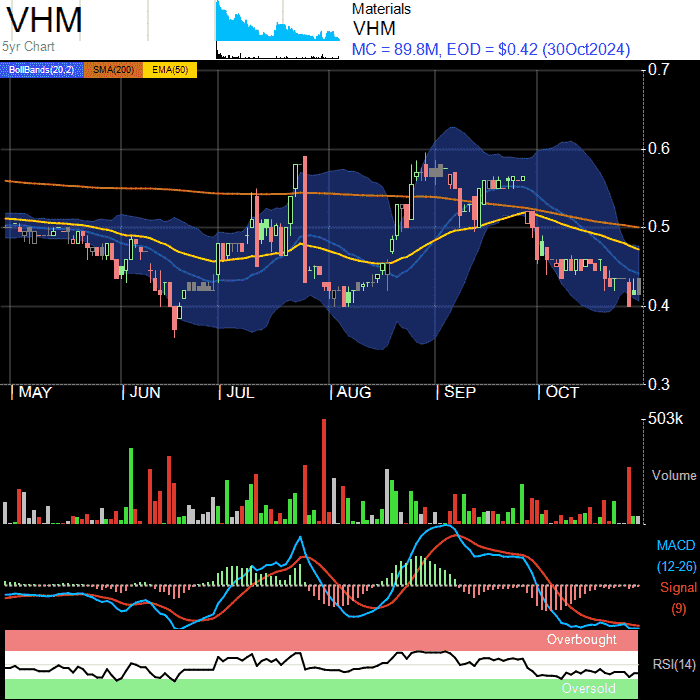 VHM
5yr Chart
Materials
VHM
MC = 89.8M, EOD = $0.42 (30Oct2024)
BollBands(20,2) SMA(200) EMA(50)
0.7
0.6
0.5
0.4
0.3
MAY JUN JUL AUG SEP OCT
503k
Volume
MACD
(12-26)
Signal
(9)
Overbought
RSI(14)
Oversold